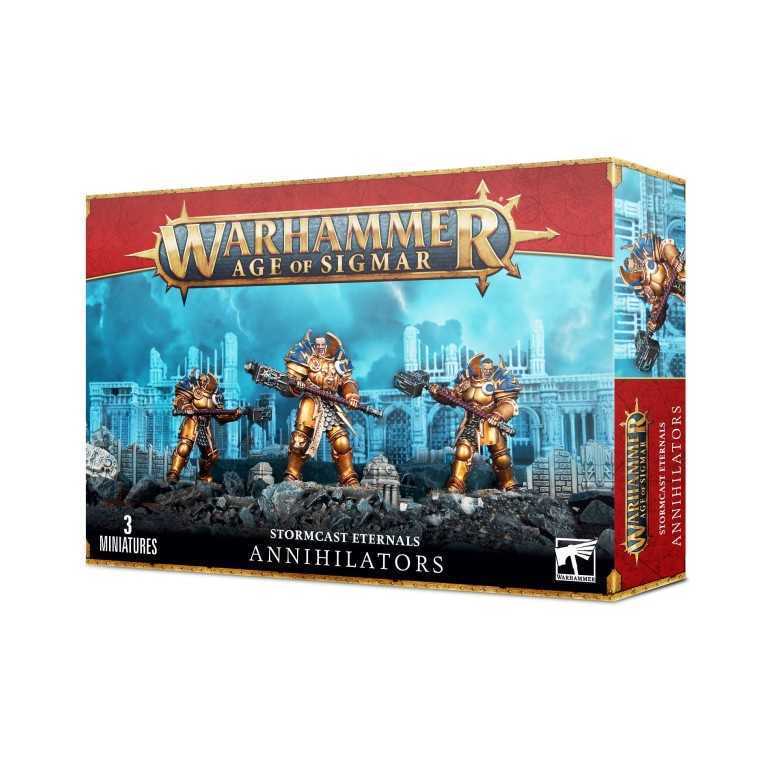 WARHAMMER
AGE OF SIGMAR
3
MINIATURES
STORMCAST ETERNALS
ANNIHILATORS
WARHAMMER
WARHAMMER
AGE OF SIGMAR
STORMCAST ETERNALS
ANNIHILATORS